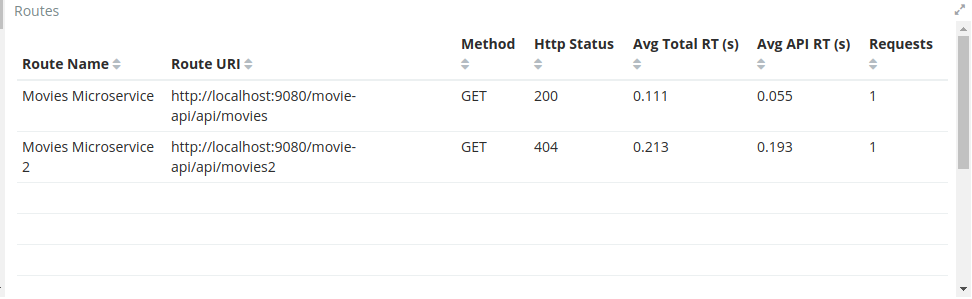 Routes
Route Name Route URI Method Http Status Avg Total RT (s) Avg API RT (s) Requests
Movies Microservice http://localhost:9080/movie- GET 200 0.111 0.055 1
api/api/movies
Movies Microservice http://localhost:9080/movie- GET 404 0.213 0.193 1
2 api/api/movies2